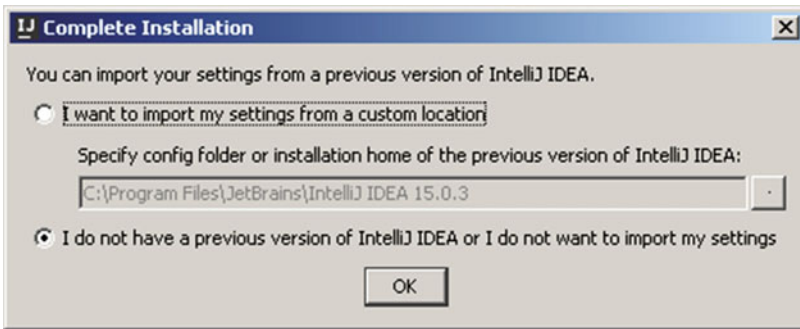 IJ Complete Installation
You can import your settings from a previous version of IntelliJ IDEA.
I want to import my settings from a custom location
Specify config folder or installation home of the previous version of IntelliJ IDEA:
C:\Program Files\JetBrains\IntelliJ IDEA 15.0.3
I do not have a previous version of IntelliJ IDEA or I do not want to import my settings
OK